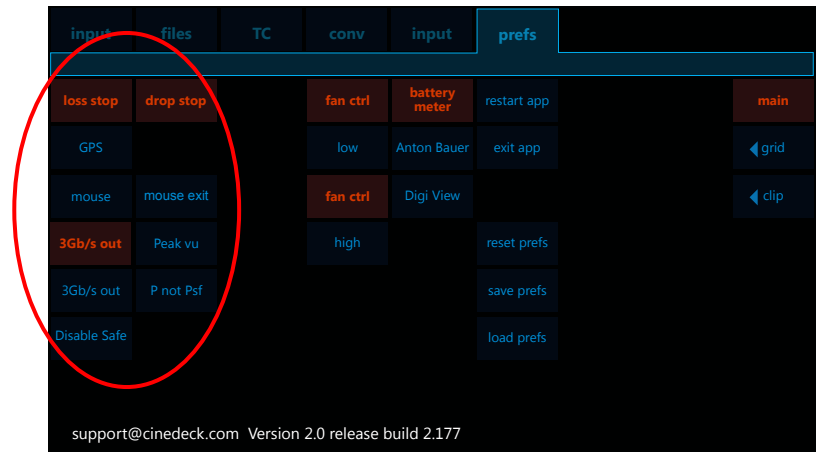 input files TC conv input prefs
loss stop drop stop fan ctrl battery meter restart app main
GPS low Anton Bauer exit app grid
mouse mouse exit fan ctrl Digi View clip
3Gb/s out Peak vu high reset prefs
3Gb/s out P not Psf save prefs
Disable Safe load prefs
support@cinedeck.com Version 2.0 release build 2.177